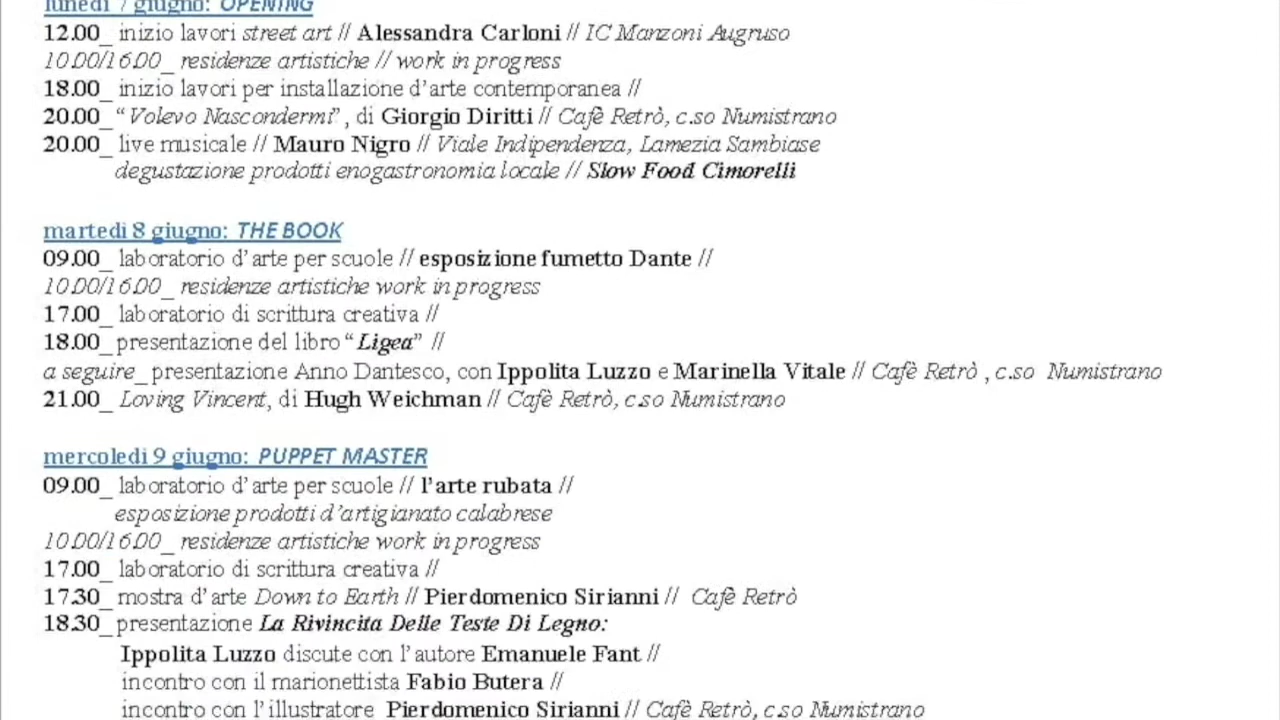 lunedì 7 giugno: OPENING
12.00_ inizio lavori street art // Alessandra Carloni // IC Manzoni Augruso
10.00/16.00_ residenze artistiche // work in progress
18.00_ inizio lavori per installazione d'arte contemporanea //
20.00_ “Volevo Nascondermi”, di Giorgio Diritti // Cafè Retrò, c.so Numistrano
20.00_ live musicale // Mauro Nigro // Viale Indipendenza, Lamezia Sambiase
degustazione prodotti enogastronomia locale // Slow Food Cimorelli
martedì 8 giugno: THE BOOK
09.00_ laboratorio d'arte per scuole // esposizione fumetto Dante //
10.00/16.00_ residenze artistiche work in progress
17.00_ laboratorio di scrittura creativa //
18.00_ presentazione del libro “Ligea” //
a seguire_ presentazione Anno Dantesco, con Ippolita Luzzo e Marinella Vitale // Cafè Retrò , c.so Numistrano
21.00_ Loving Vincent, di Hugh Weichman // Cafè Retrò, c.so Numistrano
mercoledì 9 giugno: PUPPET MASTER
09.00_ laboratorio d'arte per scuole // l'arte rubata //
esposizione prodotti d'artigianato calabrese
10.00/16.00_ residenze artistiche work in progress
17.00_ laboratorio di scrittura creativa //
17.30_ mostra d'arte Down to Earth // Pierdomenico Sirianni // Cafè Retrò
18.30_ presentazione La Rivincita Delle Teste Di Legno:
Ippolita Luzzo discute con l'autore Emanuele Fant //
incontro con il marionettista Fabio Butera //
incontro con l'illustratore Pierdomenico Sirianni // Cafè Retrò, c.so Numistrano